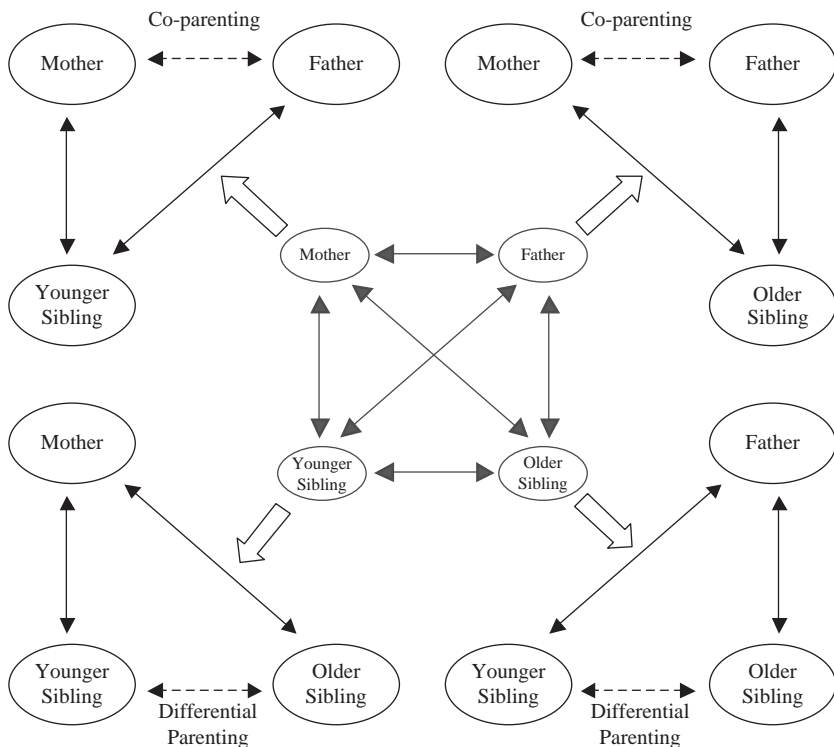 Co-parenting
Mother
Father
Younger
Sibling
Co-parenting
Mother
Father
Older
Sibling
Mother
Father
Younger
Sibling
Older
Sibling
Mother
Younger
Sibling
Older
Sibling
Differential
Parenting
Father
Younger
Sibling
Older
Sibling
Differential
Parenting